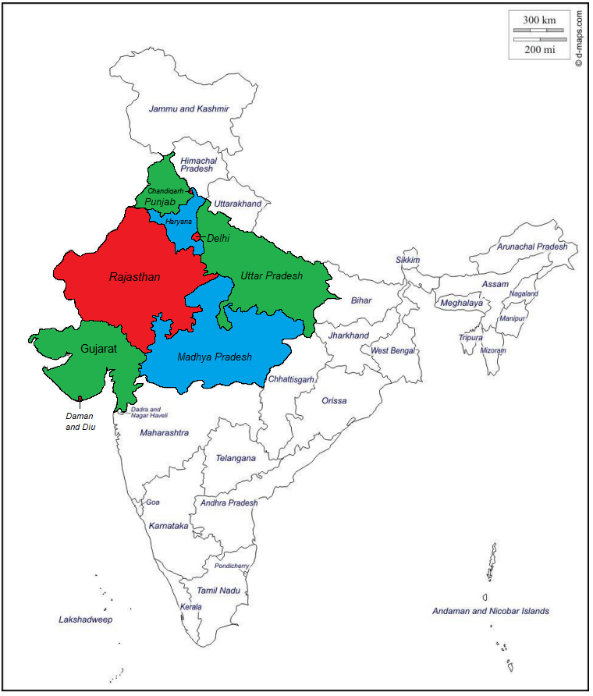 300 km
200 mi
© d-maps.com
Jammu and Kashmir
Himachal
Pradesh
Chandigarh
Punjab
Uttarakhand
Haryana
Delhi
Rajasthan
Uttar Pradesh
Sikkim
Arunachal Pradesh
Assam
Nagaland
Meghalaya
Manipur
Bihar
Tripura
Mizoram
Jharkhand
West Bengal
Gujarat
Madhya Pradesh
Chhattisgarh
Orissa
Daman
and Diu
Dadra and
Nagar Haveli
Maharashtra
Telangana
Goa
Andhra Pradesh
Karnataka
Pondicherry
Tamil Nadu
Kerala
Lakshadweep
Andaman and Nicobar Islands